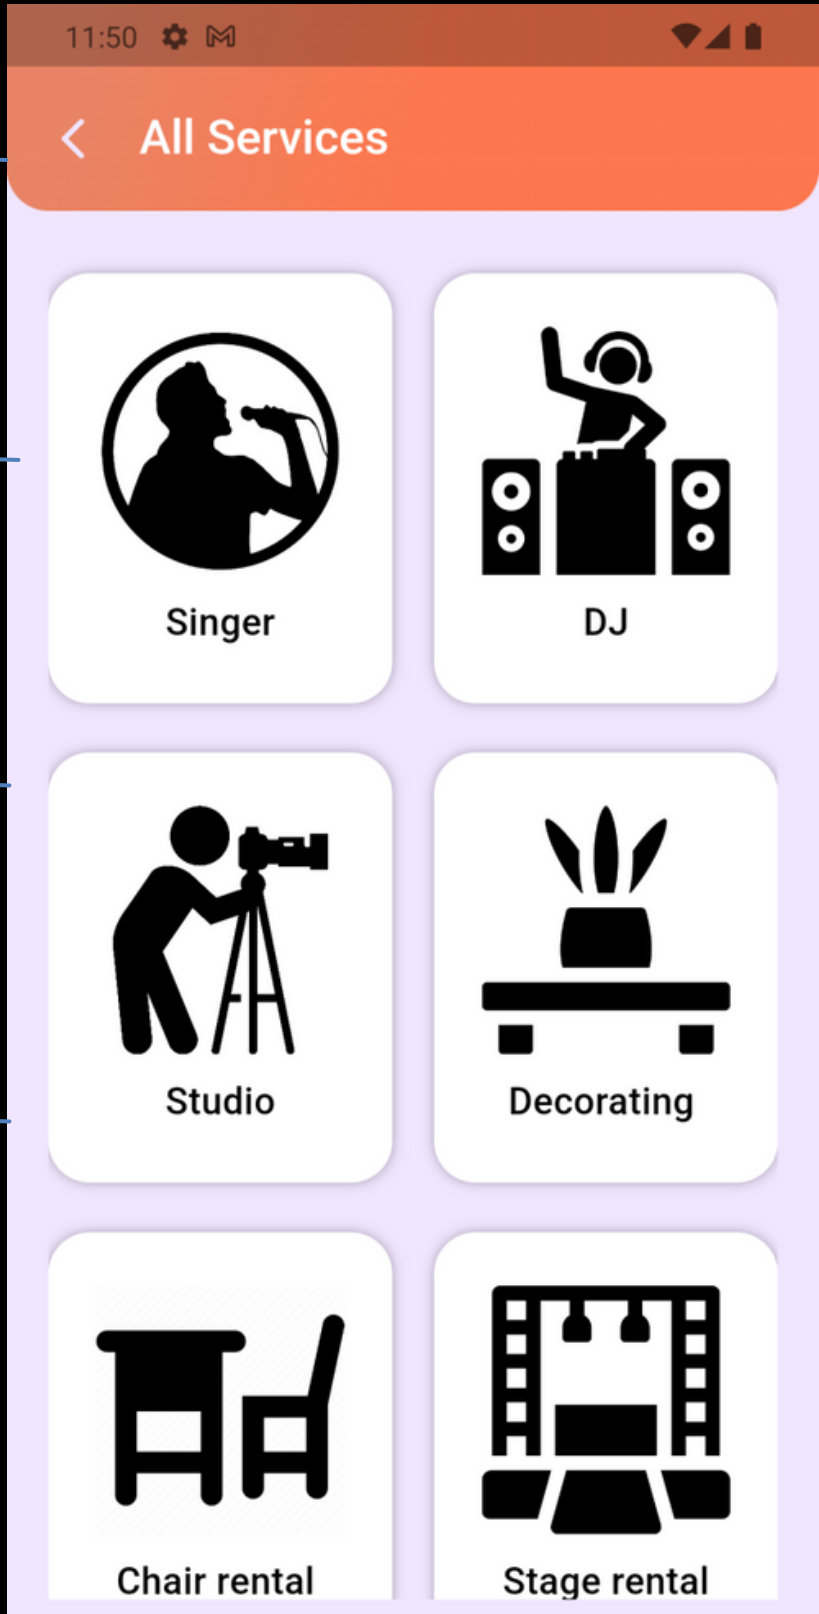 11:50
All Services
Singer
DJ
Studio
Decorating
Chair rental
Stage rental